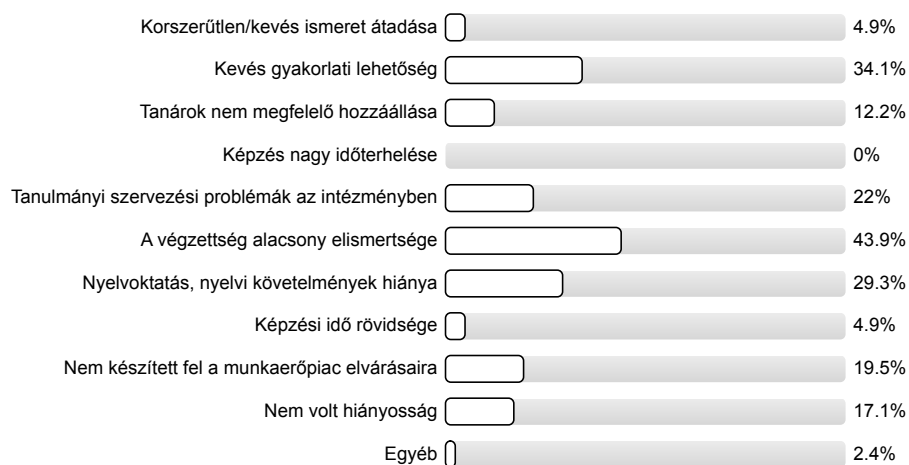 Korszerűtlen/kevés ismeret átadása 4.9%
Kevés gyakorlati lehetőség 34.1%
Tanárok nem megfelelő hozzáállása 12.2%
Képzés nagy időterhelése 0%
Tanulmányi szervezési problémák az intézményben 22%
A végzettség alacsony elismertsége 43.9%
Nyelvoktatás, nyelvi követelmények hiánya 29.3%
Képzési idő rövidsége 4.9%
Nem készített fel a munkaerőpiac elvárásaira 19.5%
Nem volt hiányosság 17.1%
Egyéb 2.4%